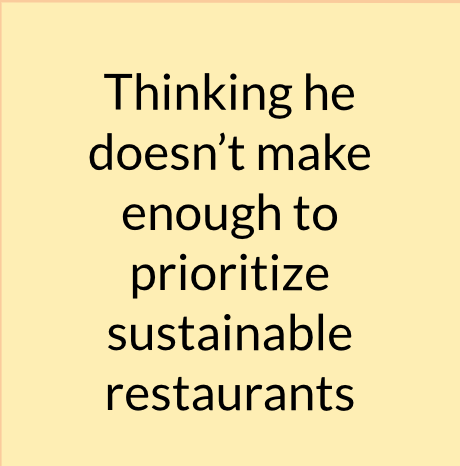 Thinking he
doesn’t make
enough to
prioritize
sustainable
restaurants